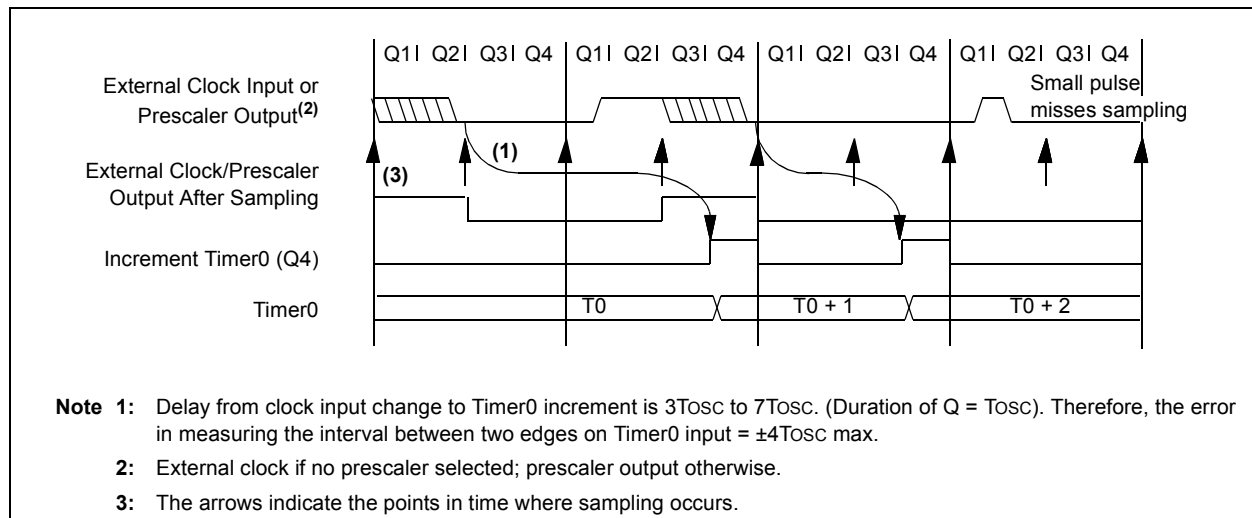 Q1 Q2 Q3 Q4 Q1 Q2 Q3 Q4 Q1 Q2 Q3 Q4 Q1 Q2 Q3 Q4
External Clock Input or
Prescaler Output(2)
Small pulse
misses sampling
(1)
External Clock/Prescaler
Output After Sampling
(3)
Increment Timer0 (Q4)
Timer0
T0
T0 + 1
T0 + 2
Note 1: Delay from clock input change to Timer0 increment is 3TOSC to 7TOSC. (Duration of Q = TOSC). Therefore, the error
in measuring the interval between two edges on Timer0 input = ±4TOSC max.
2: External clock if no prescaler selected; prescaler output otherwise.
3: The arrows indicate the points in time where sampling occurs.